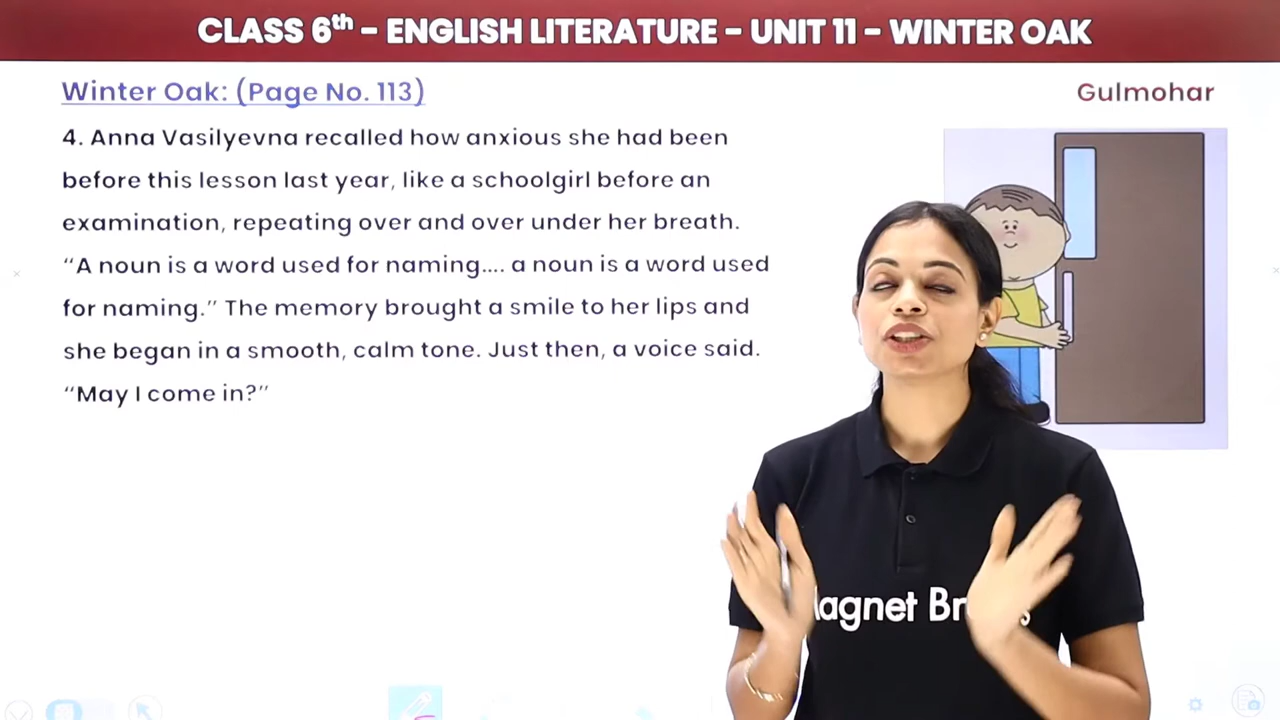 CLASS 6th - ENGLISH LITERATURE - UNIT 11 - WINTER OAK
Winter Oak: (Page No. 113)
Gulmohar
4. Anna Vasilyevna recalled how anxious she had been
before this lesson last year, like a schoolgirl before an
examination, repeating over and over under her breath.
“A noun is a word used for naming.... a noun is a word used
for naming.” The memory brought a smile to her lips and
she began in a smooth, calm tone. Just then, a voice said.
“May I come in?”